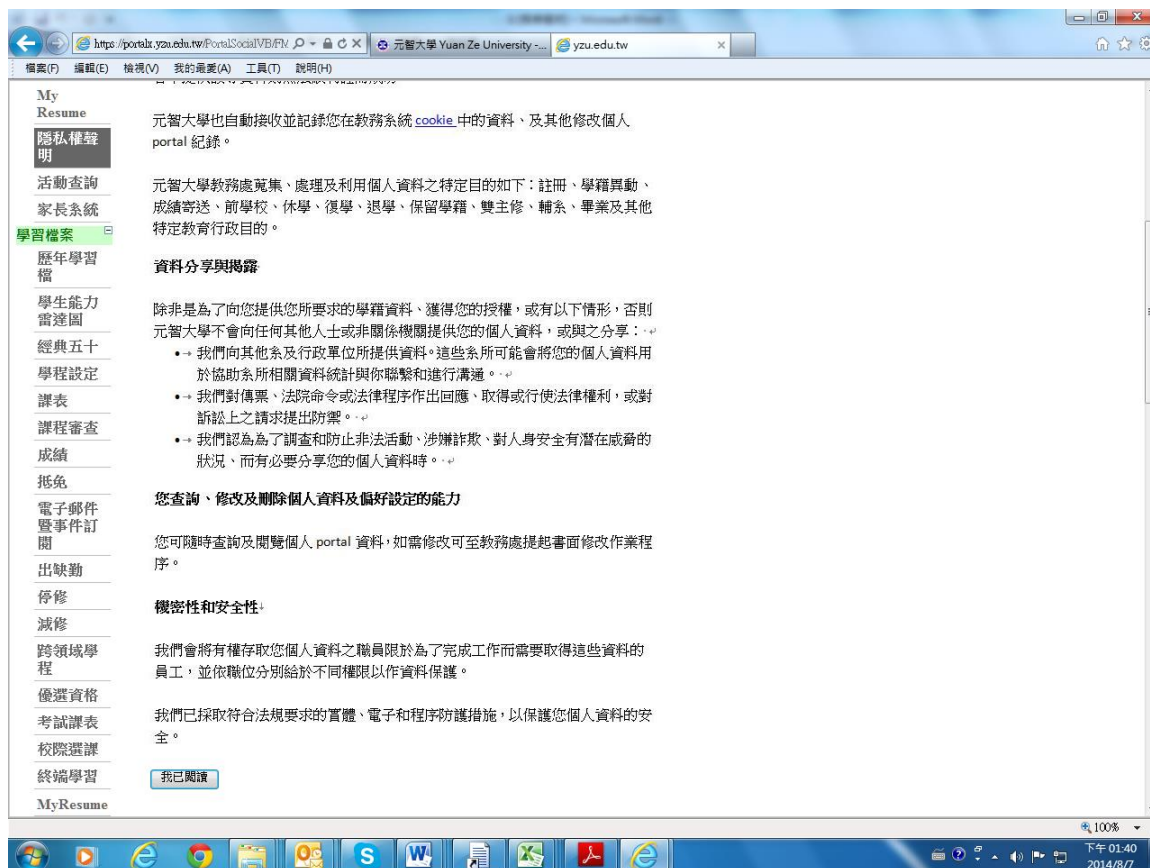 https://portalx.yzu.edu.tw/PortalSocialVB/FM
元智大學 Yuan Ze University -...
yzu.edu.tw
檔案(F) 編輯(E) 檢視(V) 我的最愛(A) 工具(T) 說明(H)
My
Resume
隱私權聲
明
活動查詢
家長系統
學習檔案
歷年學習
檔
學生能力
雷達圖
經典五十
學程設定
課表
課程審查
成績
抵免
電子郵件
暨事件訂
閱
出缺勤
停修
減修
跨領域學
程
優選資格
考試課表
校際選課
終端學習
MyResume
元智大學也自動接收並記錄您在教務系統 cookie 中的資料、及其他修改個人
portal 紀錄。
元智大學教務處蒐集、處理及利用個人資料之特定目的如下：註冊、學籍異動、
成績寄送、前學校、休學、復學、退學、保留學籍、雙主修、輔系、畢業及其他
特定教育行政目的。
資料分享與揭露
除非是為了向您提供您所要求的學籍資料、獲得您的授權，或有以下情形，否則
元智大學不會向任何其他人士或非關係機關提供您的個人資料，或與之分享：
•→ 我們向其他系及行政單位所提供資料。這些系所可能會將您的個人資料用
於協助系所相關資料統計與你聯繫和進行溝通。
•→ 我們對傳票、法院命令或法律程序作出回應、取得或行使法律權利，或對
訴訟上之請求提出防禦。
•→ 我們認為為了調查和防止非法活動、涉嫌詐欺、對人身安全有潛在威脅的
狀況、而有必要分享您的個人資料時。
您查詢、修改及刪除個人資料及偏好設定的能力
您可隨時查詢及閱覽個人 portal 資料，如需修改可至教務處提起書面修改作業程
序。
機密性和安全性
我們會將有權存取您個人資料之職員限於為了完成工作而需要取得這些資料的
員工，並依職位分別給於不同權限以作資料保護。
我們已採取符合法規要求的實體、電子和程序防護措施，以保護您個人資料的安
全。
我已閱讀
100%
下午 01:40
2014/8/7